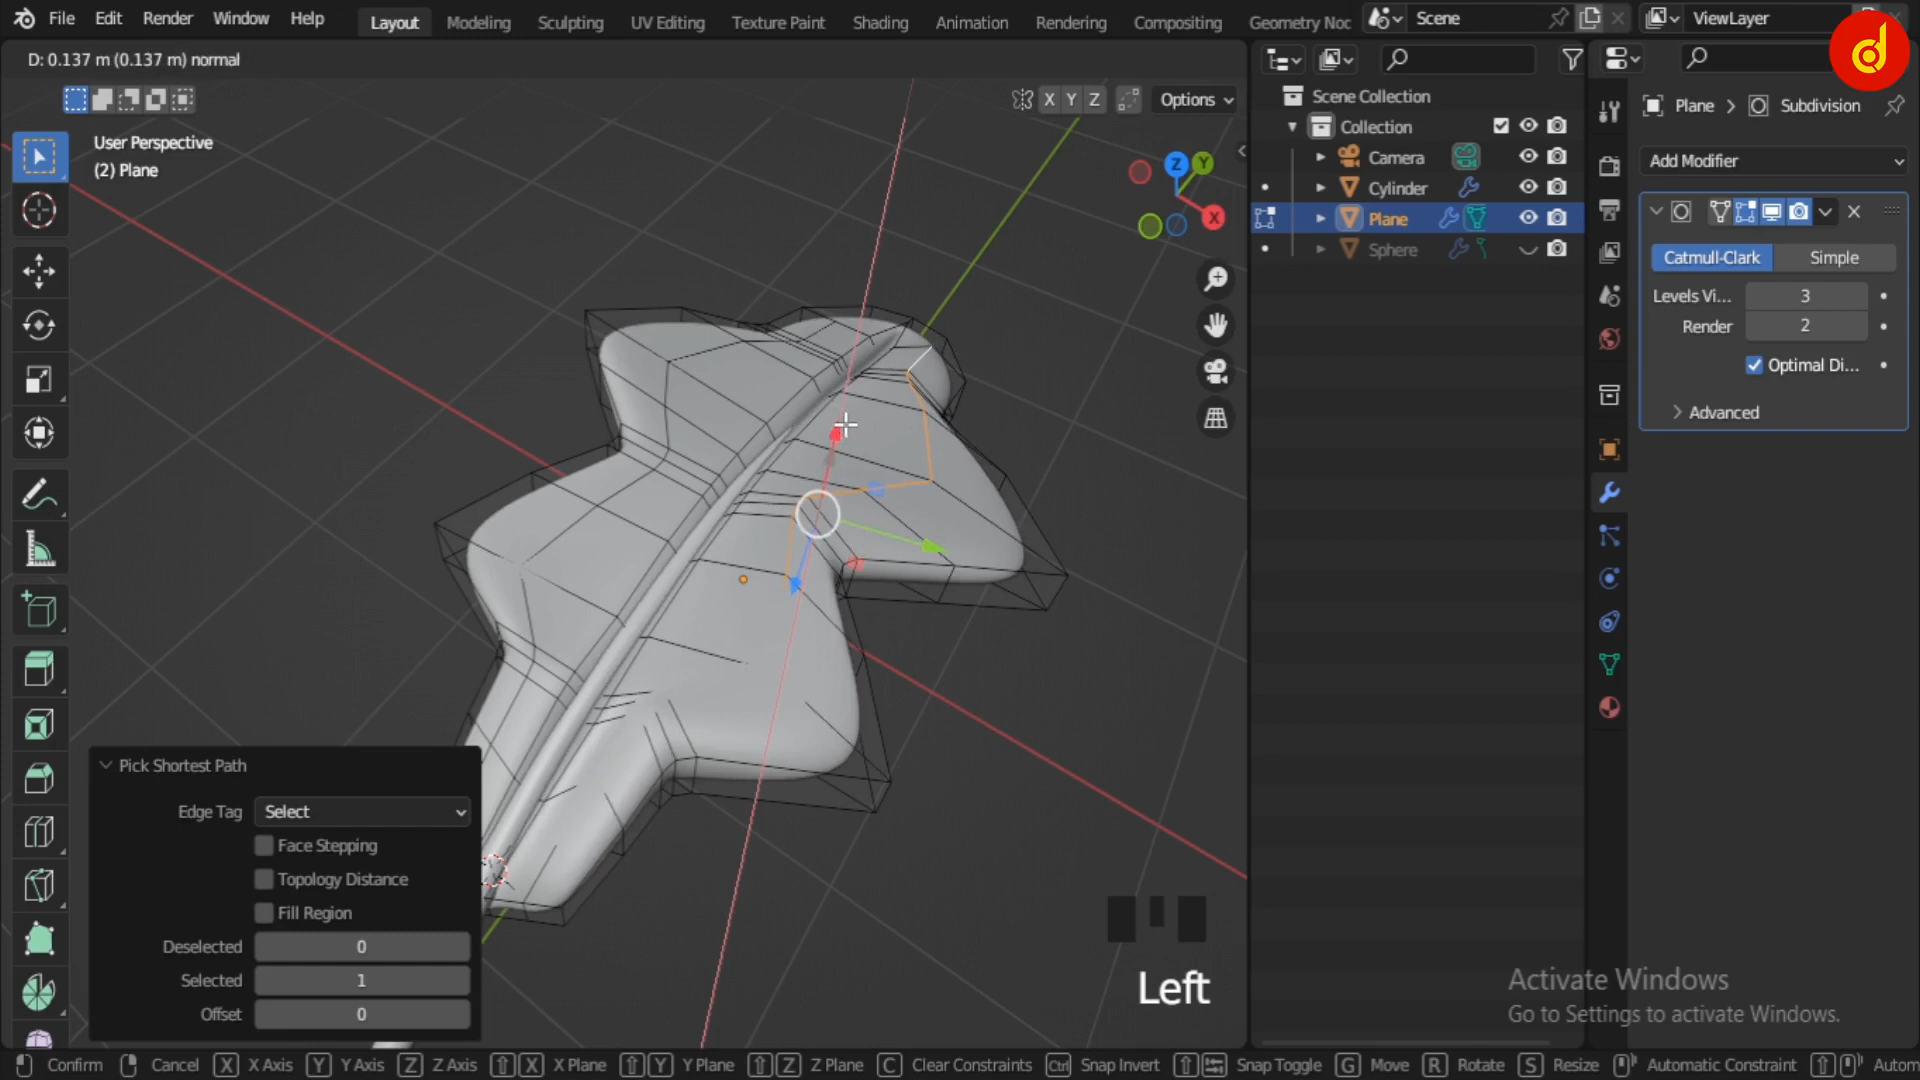 File Edit Render Window Help Layout Modeling Sculpting UV Editing Texture Paint Shading Animation Rendering Compositing Geometry Noc Scene ViewLayer
d
D: 0.137 m (0.137 m) normal
X Y Z Options
User Perspective
(2) Plane
Z Y X
Scene Collection
Collection
Camera
Cylinder
Plane
Sphere
Plane > Subdivision
Add Modifier
Catmull-Clark Simple
Levels Vi... 3
Render 2
Optimal Di...
Advanced
Pick Shortest Path
Edge Tag Select
Face Stepping
Topology Distance
Fill Region
Deselected 0
Selected 1
Offset 0
Left
Activate Windows
Go to Settings to activate Windows.
Confirm Cancel X X Axis Y Y Axis Z Z Axis X X Plane Y Y Plane Z Z Plane C Clear Constraints Ctrl Snap Invert Snap Toggle G Move R Rotate S Resize Automatic Constraint Autom